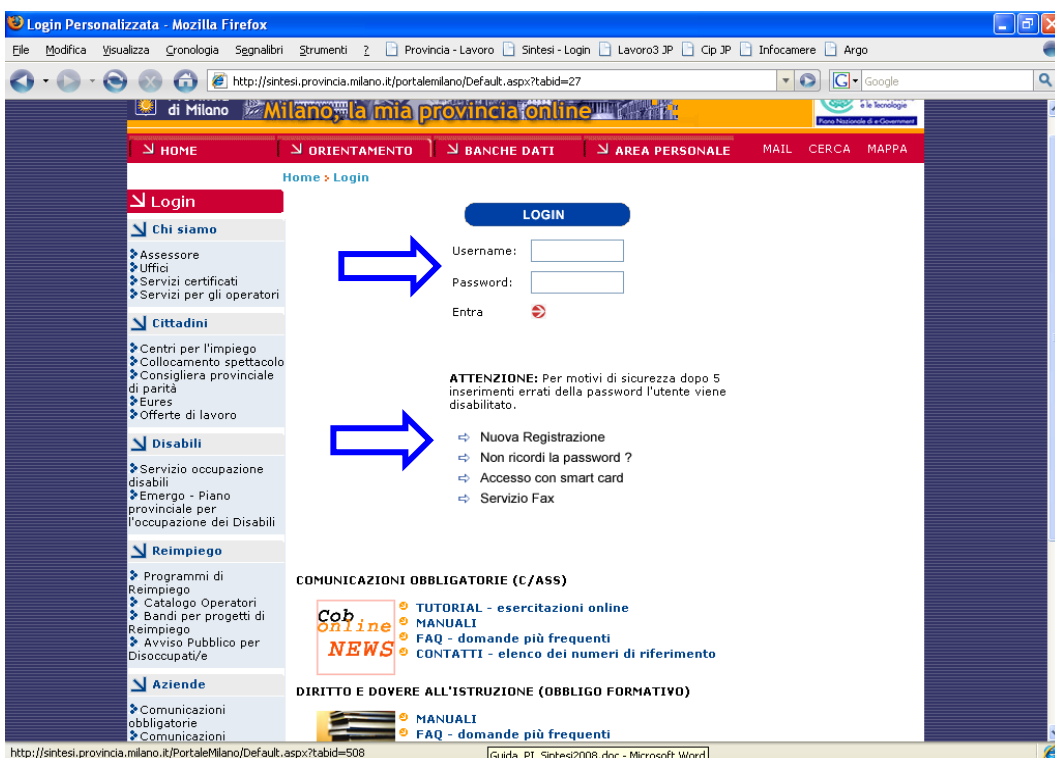 Login Personalizzata - Mozilla Firefox
File Modifica Visualizza Cronologia Segnalibri Strumenti ? Provincia - Lavoro Sintesi - Login Lavoro3 JP Cip JP Infocamere Argo
http://sintesi.provincia.milano.it/portalemilano/Default.aspx?tabid=27
G Google
di Milano
Milano, la mia provincia online
e le Tecnologie
Piano Nazionale di e-Government
HOME ORIENTAMENTO BANCHE DATI AREA PERSONALE MAIL CERCA MAPPA
Home > Login
Login
Chi siamo
Assessore
Uffici
Servizi certificati
Servizi per gli operatori
Cittadini
Centri per l'impiego
Collocamento spettacolo
Consigliera provinciale
di parità
Eures
Offerte di lavoro
Disabili
Servizio occupazione
disabili
Emergo - Piano
provinciale per
l'occupazione dei Disabili
Reimpiego
Programmi di
Reimpiego
Catalogo Operatori
Bandi per progetti di
Reimpiego
Avviso Pubblico per
Disoccupati/e
Aziende
Comunicazioni
obbligatorie
Comunicazioni
LOGIN
Username:
Password:
Entra
ATTENZIONE: Per motivi di sicurezza dopo 5
inserimenti errati della password l'utente viene
disabilitato.
Nuova Registrazione
Non ricordi la password ?
Accesso con smart card
Servizio Fax
COMUNICAZIONI OBBLIGATORIE (C/ASS)
Cob
online
NEWS
TUTORIAL - esercitazioni online
MANUALI
FAQ - domande più frequenti
CONTATTI - elenco dei numeri di riferimento
DIRITTO E DOVERE ALL'ISTRUZIONE (OBBLIGO FORMATIVO)
MANUALI
FAQ - domande più frequenti
http://sintesi.provincia.milano.it/PortaleMilano/Default.aspx?tabid=508
Guida_PI_Sintesi2008.doc - Microsoft Word